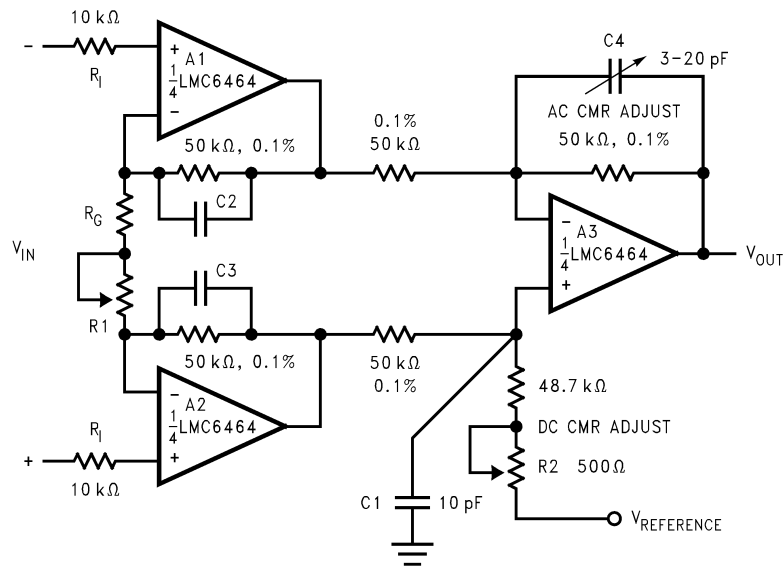 10 kΩ
−
R_I
+
A1
1/4 LMC6464
−
50 kΩ, 0.1%
C2
0.1%
50 kΩ
C4
3-20 pF
AC CMR ADJUST
50 kΩ, 0.1%
R_G
V_IN
R1
C3
50 kΩ, 0.1%
−
A3
1/4 LMC6464
+
V_OUT
50 kΩ
0.1%
−
A2
1/4 LMC6464
+
R_I
+
10 kΩ
48.7 kΩ
DC CMR ADJUST
R2 500Ω
C1
10 pF
V_REFERENCE